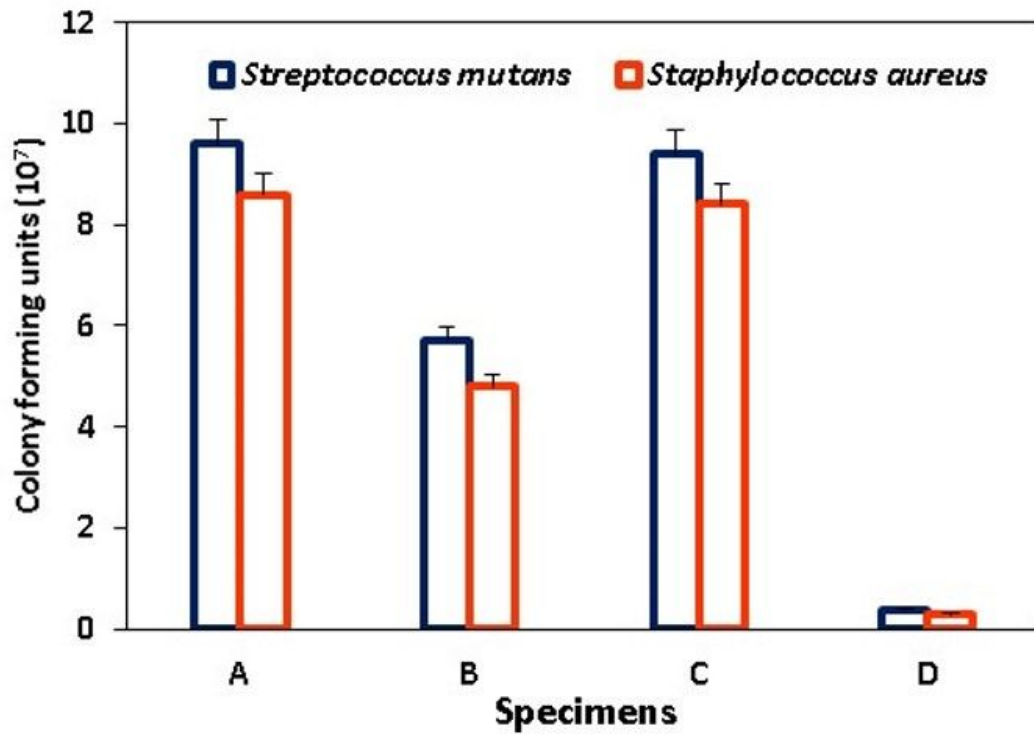 12
Streptococcus mutans Staphylococcus aureus
10
8
6
4
2
0
Colony forming units (10⁷)
A B C D
Specimens